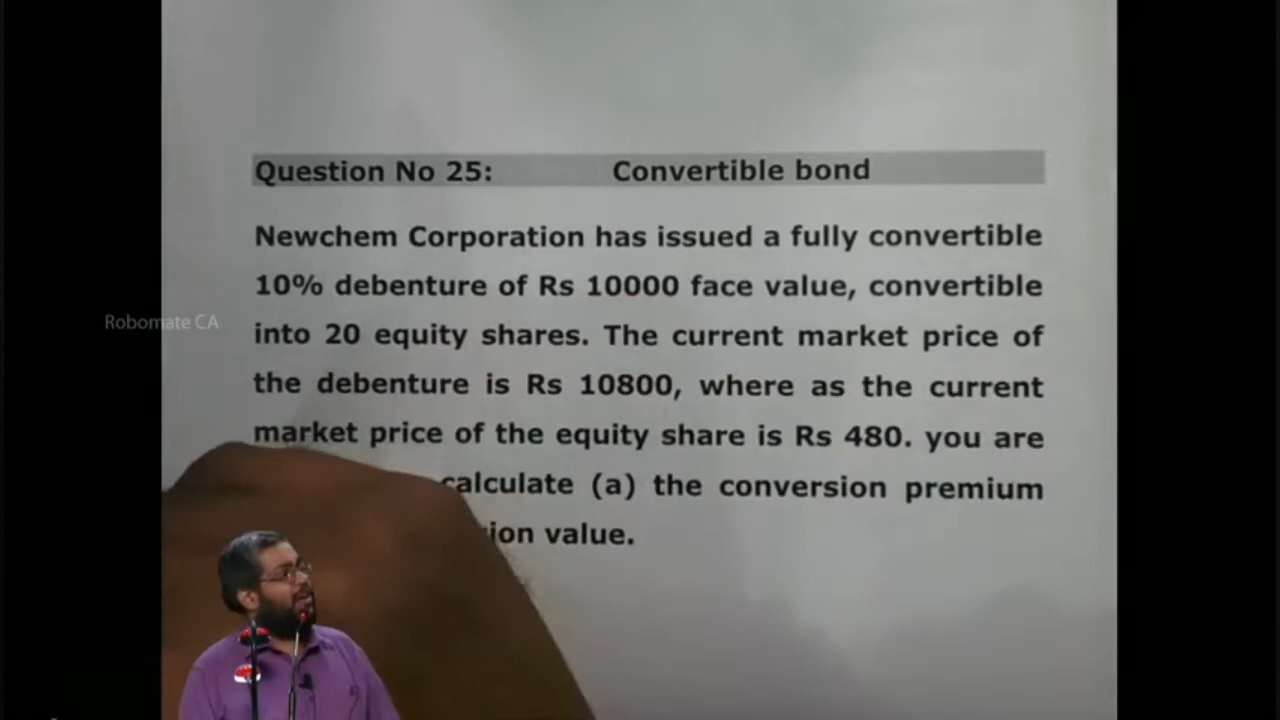 Question No 25: Convertible bond
Newchem Corporation has issued a fully convertible
10% debenture of Rs 10000 face value, convertible
Robomate CA
into 20 equity shares. The current market price of
the debenture is Rs 10800, where as the current
market price of the equity share is Rs 480. you are
calculate (a) the conversion premium
value.